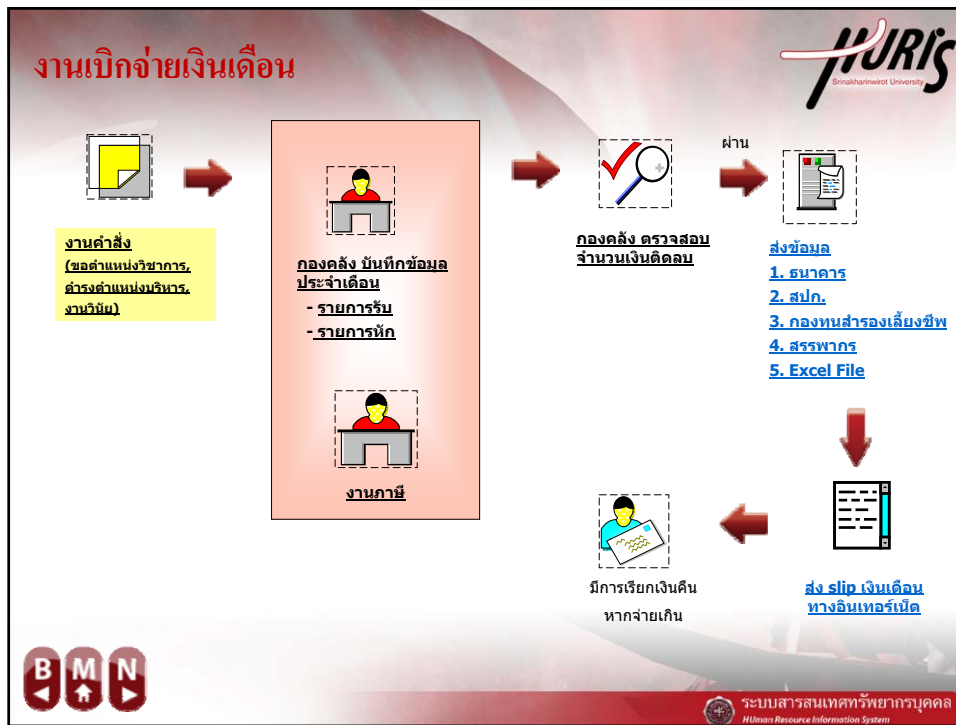 งานเบิกจ่ายเงินเดือน
HURIS
Srinakharinwirot University
งานคำสั่ง
(ขอตำแหน่งวิชาการ,
ดำรงตำแหน่งบริหาร,
งานวินัย)
กองคลัง บันทึกข้อมูล
ประจำเดือน
- รายการรับ
- รายการหัก
งานภาษี
กองคลัง ตรวจสอบ
จำนวนเงินติดลบ
ผ่าน
ส่งข้อมูล
1. ธนาคาร
2. สปก.
3. กองทุนสำรองเลี้ยงชีพ
4. สรรพากร
5. Excel File
ส่ง slip เงินเดือน
ทางอินเทอร์เน็ต
มีการเรียกเงินคืน
หากจ่ายเกิน
B M N
ระบบสารสนเทศทรัพยากรบุคคล
HUman Resource Information System